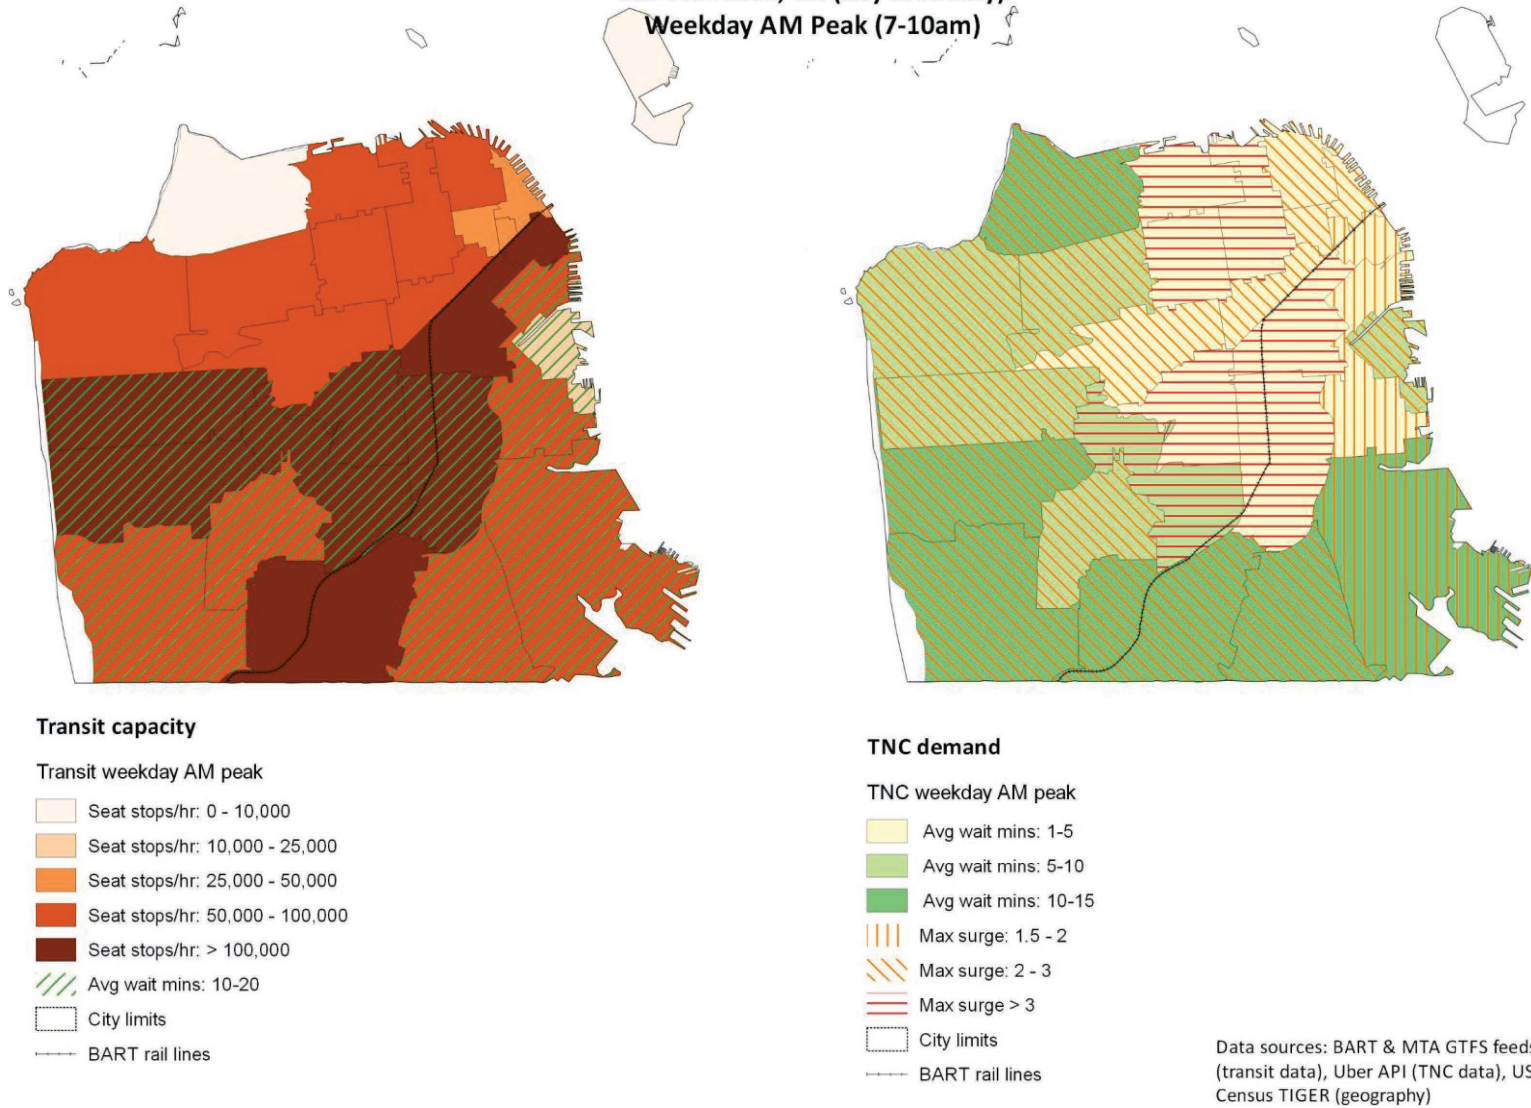 Weekday AM Peak (7-10am)
Transit capacity
Transit weekday AM peak
Seat stops/hr: 0 - 10,000
Seat stops/hr: 10,000 - 25,000
Seat stops/hr: 25,000 - 50,000
Seat stops/hr: 50,000 - 100,000
Seat stops/hr: > 100,000
Avg wait mins: 10-20
City limits
BART rail lines
TNC demand
TNC weekday AM peak
Avg wait mins: 1-5
Avg wait mins: 5-10
Avg wait mins: 10-15
Max surge: 1.5 - 2
Max surge: 2 - 3
Max surge > 3
City limits
BART rail lines
Data sources: BART & MTA GTFS feeds
(transit data), Uber API (TNC data), US
Census TIGER (geography)